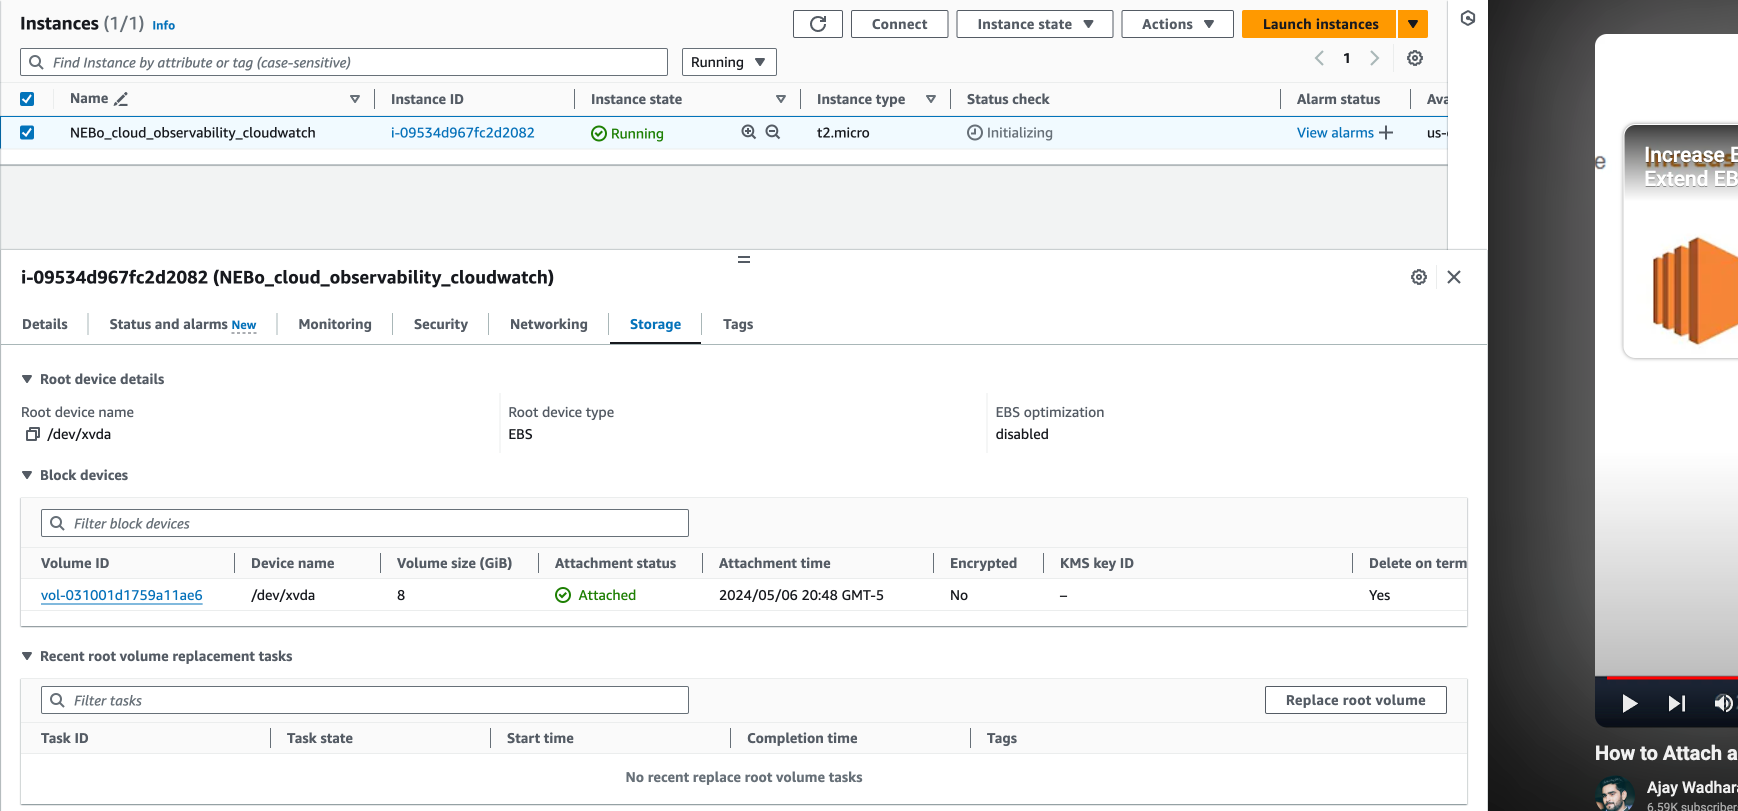 Instances (1/1) Info
Connect
Instance state
Actions
Launch instances
Find Instance by attribute or tag (case-sensitive)
Running
1
Name
Instance ID
Instance state
Instance type
Status check
Alarm status
Ava
NEBo_cloud_observability_cloudwatch
i-09534d967fc2d2082
Running
t2.micro
Initializing
View alarms
us-
i-09534d967fc2d2082 (NEBo_cloud_observability_cloudwatch)
Details
Status and alarms New
Monitoring
Security
Networking
Storage
Tags
Root device details
Root device name
/dev/xvda
Root device type
EBS
EBS optimization
disabled
Block devices
Filter block devices
Volume ID
Device name
Volume size (GiB)
Attachment status
Attachment time
Encrypted
KMS key ID
Delete on term
vol-031001d1759a11ae6
/dev/xvda
8
Attached
2024/05/06 20:48 GMT-5
No
–
Yes
Recent root volume replacement tasks
Filter tasks
Replace root volume
Task ID
Task state
Start time
Completion time
Tags
No recent replace root volume tasks
e
Increase E
Extend EB
How to Attach a
Ajay Wadhar
6.59K subscriber